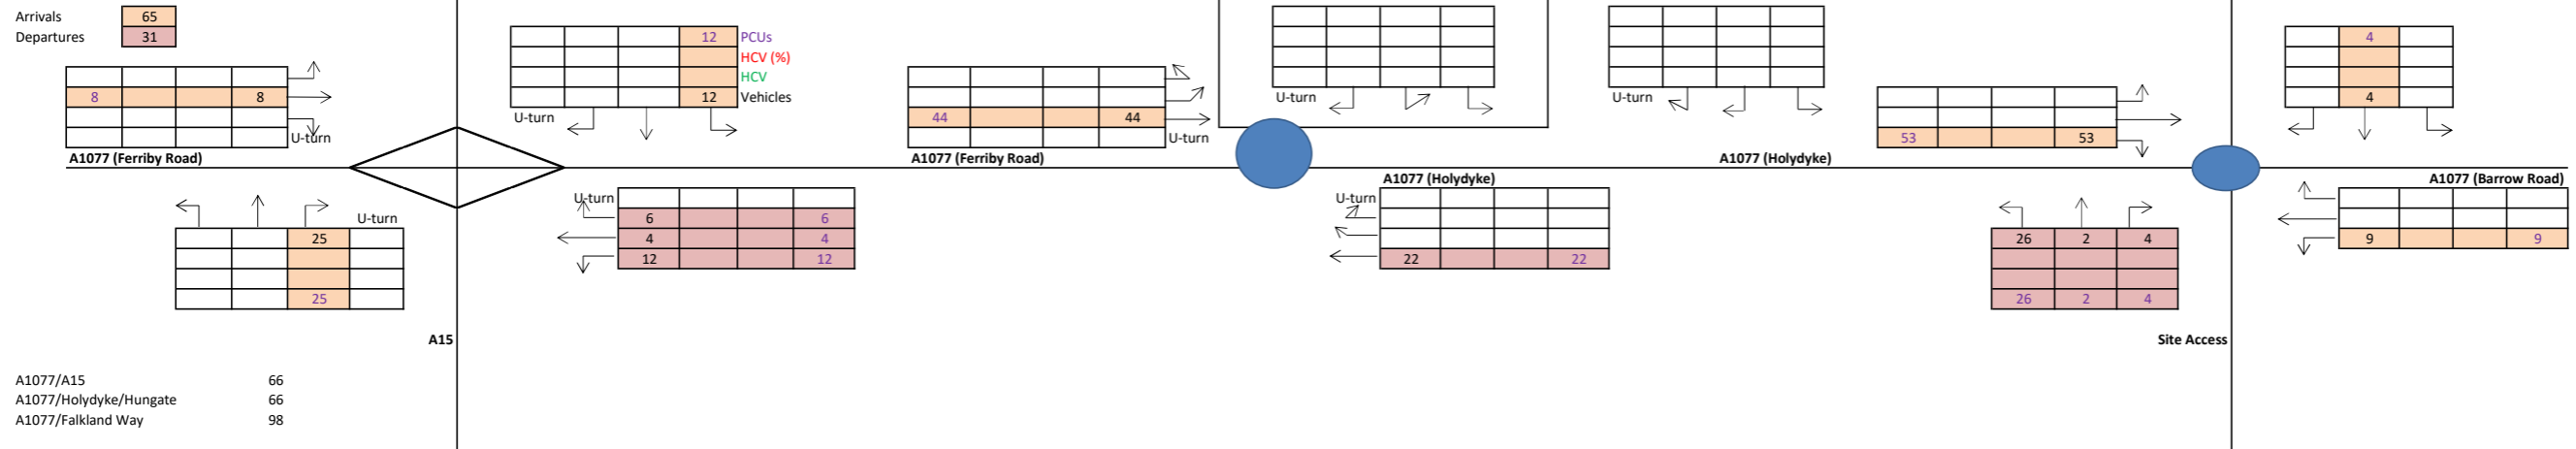 Arrivals 65
Departures 31
12 PCUs
HCV (%)
HCV
12 Vehicles
U-turn
8 8
U-turn
A1077 (Ferriby Road)
44 44
U-turn
A1077 (Ferriby Road)
U-turn
U-turn
A1077 (Holydyke)
53 53
4
4
A1077 (Holydyke)
A1077 (Barrow Road)
U-turn
25
25
U-turn
6 6
4 4
12 12
U-turn
22 22
26 2 4
26 2 4
9 9
A15
Site Access
A1077/A15 66
A1077/Holydyke/Hungate 66
A1077/Falkland Way 98